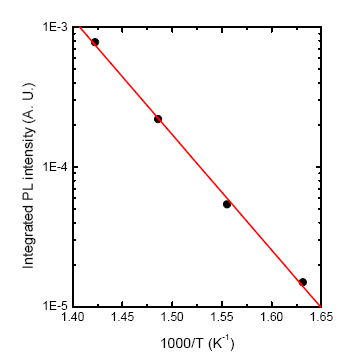 1E-3
1E-4
1E-5
Integrated PL intensity (A. U.)
1.40 1.45 1.50 1.55 1.60 1.65
1000/T (K⁻¹)